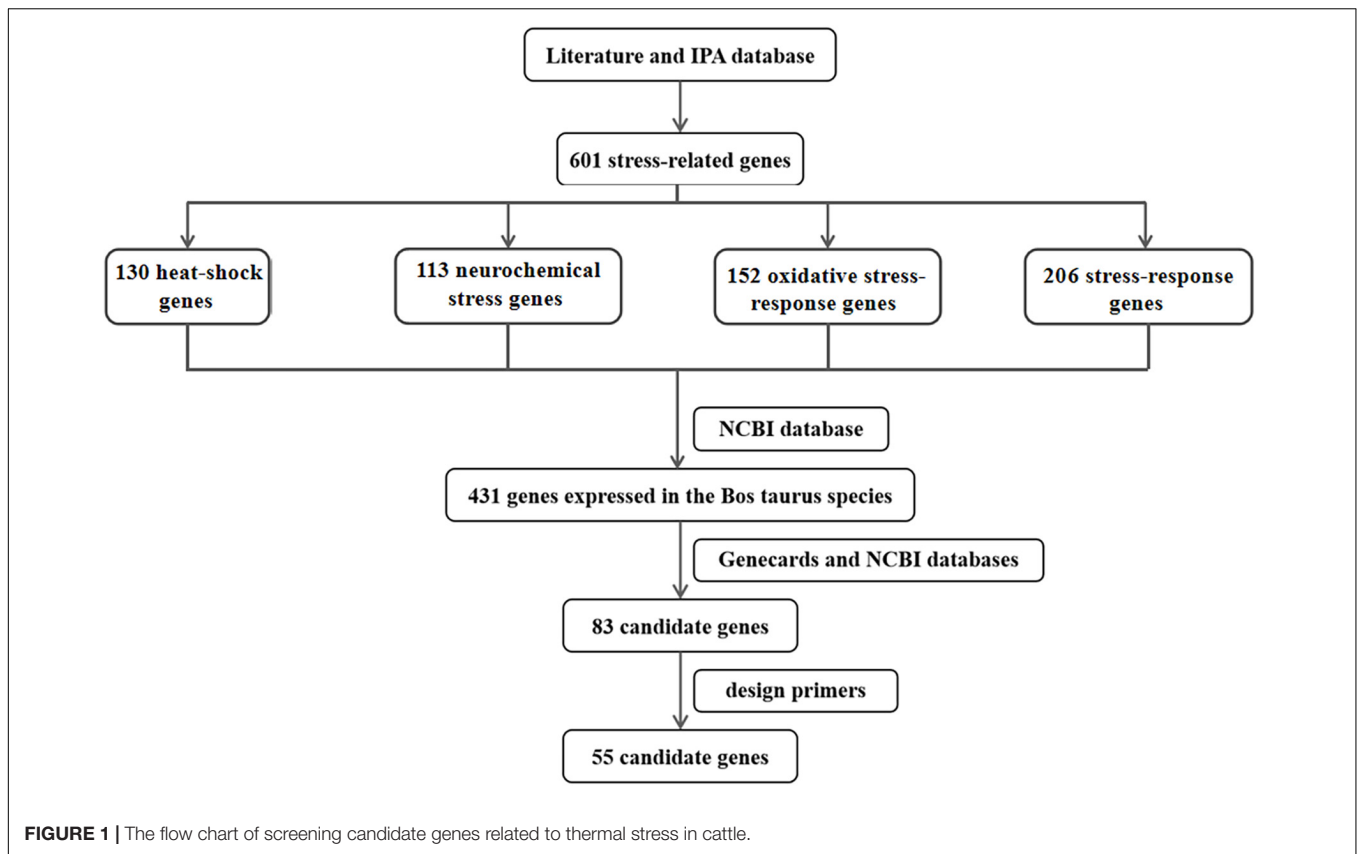 Literature and IPA database
601 stress-related genes
130 heat-shock
genes
113 neurochemical
stress genes
152 oxidative stress-
response genes
206 stress-response
genes
NCBI database
431 genes expressed in the Bos taurus species
Genecards and NCBI databases
83 candidate genes
design primers
55 candidate genes
FIGURE 1 | The flow chart of screening candidate genes related to thermal stress in cattle.